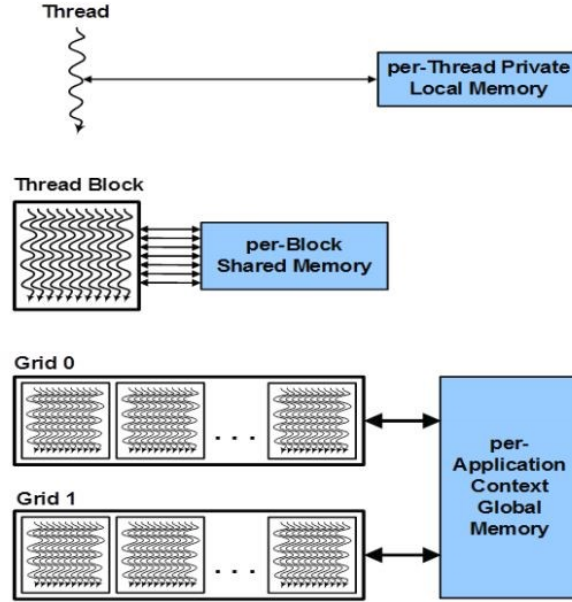 Thread
per-Thread Private
Local Memory
Thread Block
per-Block
Shared Memory
Grid 0
. . .
per-
Application
Context
Global
Memory
Grid 1
. . .